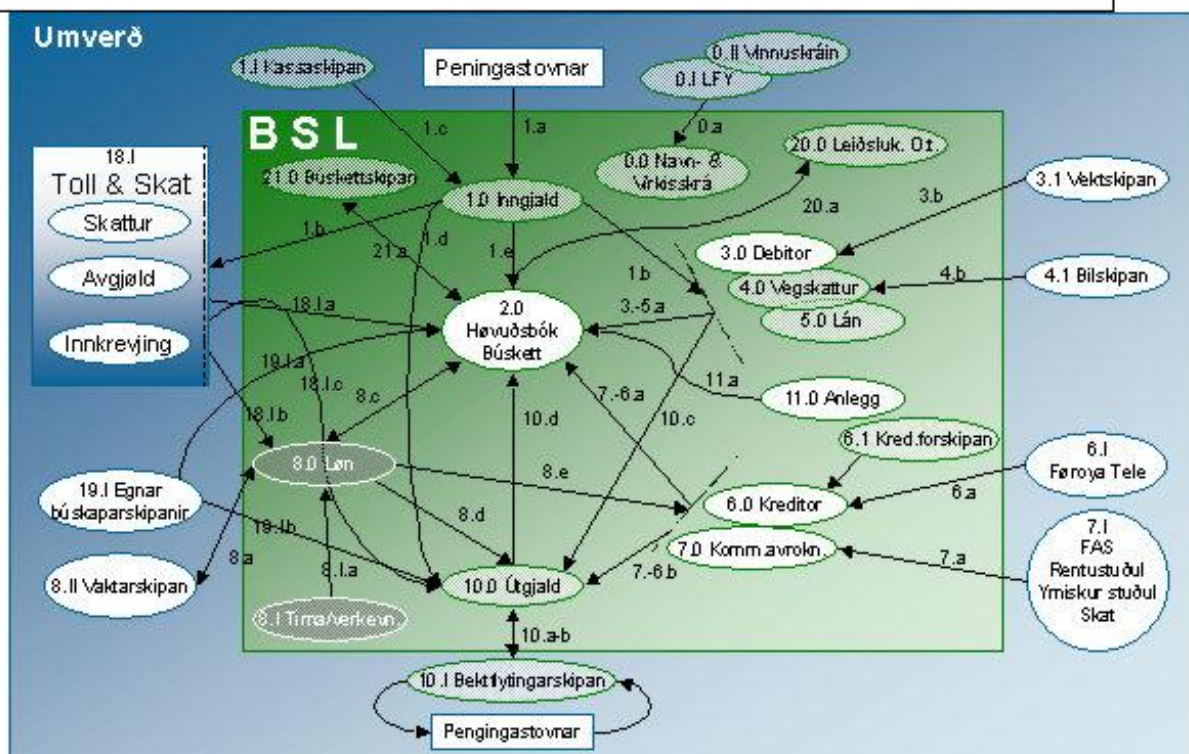 Umverð
1.I Kassaskipan
Peningastovnar
0.II Vinnuskráin
0.I LFY
1.c
1.a
0.a
B S L
18.I
Toll & Skat
Skattur
Avgjøld
Innkrevjing
21.0 Búskettskipan
1.0 Inngjald
0.0 Navn- &
Virkisskrá
20.0 Leiðsluk. Of.
3.1 Vektskipan
1.b
21.a
1.d
1.e
1.b
20.a
3.b
3.0 Debitor
4.0 Vegskattur
4.b
4.1 Bilskipan
5.0 Lán
18.I.a
2.0
Høvuðsbók
Búskett
3.-5.a
19.I.a
18.I.c
8.c
18.I.b
10.d
7.-6.a
10.c
11.a
11.0 Anlegg
6.1 Kred.forskipan
8.0 Løn
8.e
6.I
Føroya Tele
6.a
19.I Egnar
búskaparskipanir
19.I.b
8.d
6.0 Kreditor
7.0 Komm.avrokn.
7.a
7.I
FAS
Rentustuðul
Ymiskur stuðul
Skat
8.II Vaktarskipan
8.a
8.I.a
10.0 Útgjald
7.-6.b
8.I Tima/verkevn.
10.a-b
10.I Bektflytingarskipan
Pengingastovnar